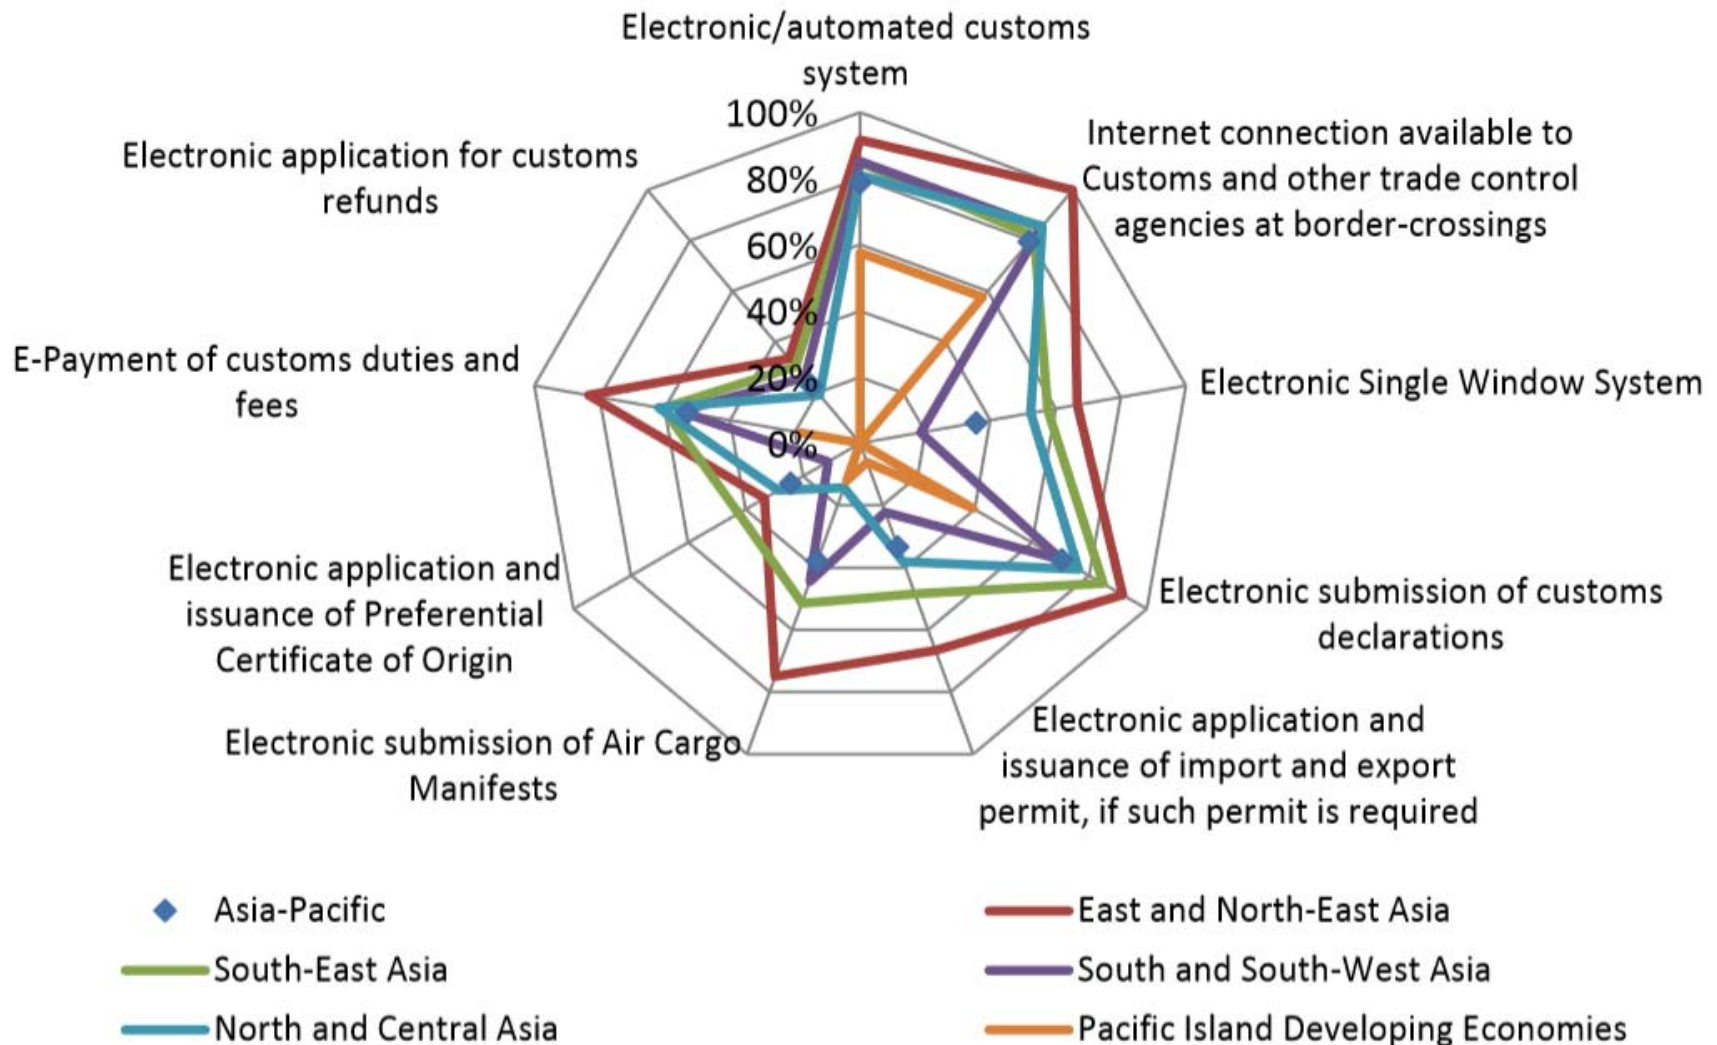 Electronic/automated customs
system
100%
80%
60%
40%
20%
0%
Internet connection available to
Customs and other trade control
agencies at border-crossings
Electronic Single Window System
Electronic submission of customs
declarations
Electronic application and
issuance of import and export
permit, if such permit is required
Electronic submission of Air Cargo
Manifests
Electronic application and
issuance of Preferential
Certificate of Origin
E-Payment of customs duties and
fees
Electronic application for customs
refunds
Asia-Pacific
East and North-East Asia
South-East Asia
South and South-West Asia
North and Central Asia
Pacific Island Developing Economies